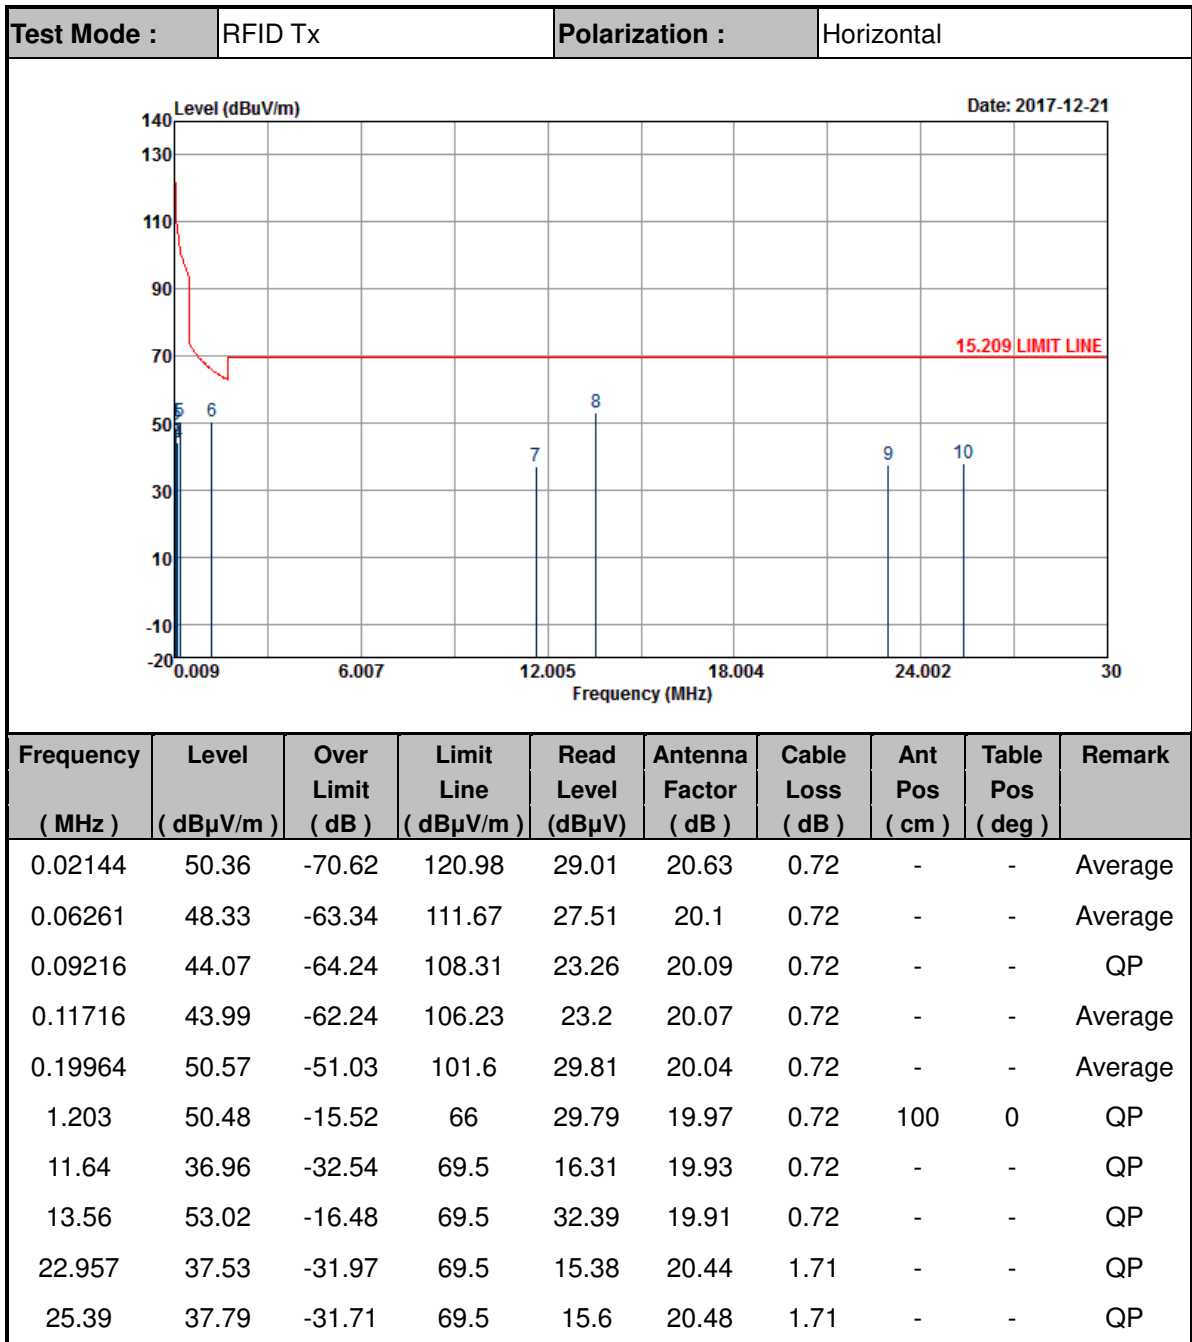 Test Mode : RFID Tx Polarization : Horizontal
Level (dBuV/m) Date: 2017-12-21
140
130
110
90
70
50
30
10
-10
-20
15.209 LIMIT LINE
5 6 7 8 9 10
0.009 6.007 12.005 18.004 24.002 30
Frequency (MHz)
Frequency Level Over Limit Read Antenna Cable Ant Table Remark
Limit Line Level Factor Loss Pos Pos
( MHz ) ( dBµV/m ) ( dB ) ( dBµV/m ) (dBµV) ( dB ) ( dB ) ( cm ) ( deg )
0.02144 50.36 -70.62 120.98 29.01 20.63 0.72 - - Average
0.06261 48.33 -63.34 111.67 27.51 20.1 0.72 - - Average
0.09216 44.07 -64.24 108.31 23.26 20.09 0.72 - - QP
0.11716 43.99 -62.24 106.23 23.2 20.07 0.72 - - Average
0.19964 50.57 -51.03 101.6 29.81 20.04 0.72 - - Average
1.203 50.48 -15.52 66 29.79 19.97 0.72 100 0 QP
11.64 36.96 -32.54 69.5 16.31 19.93 0.72 - - QP
13.56 53.02 -16.48 69.5 32.39 19.91 0.72 - - QP
22.957 37.53 -31.97 69.5 15.38 20.44 1.71 - - QP
25.39 37.79 -31.71 69.5 15.6 20.48 1.71 - - QP